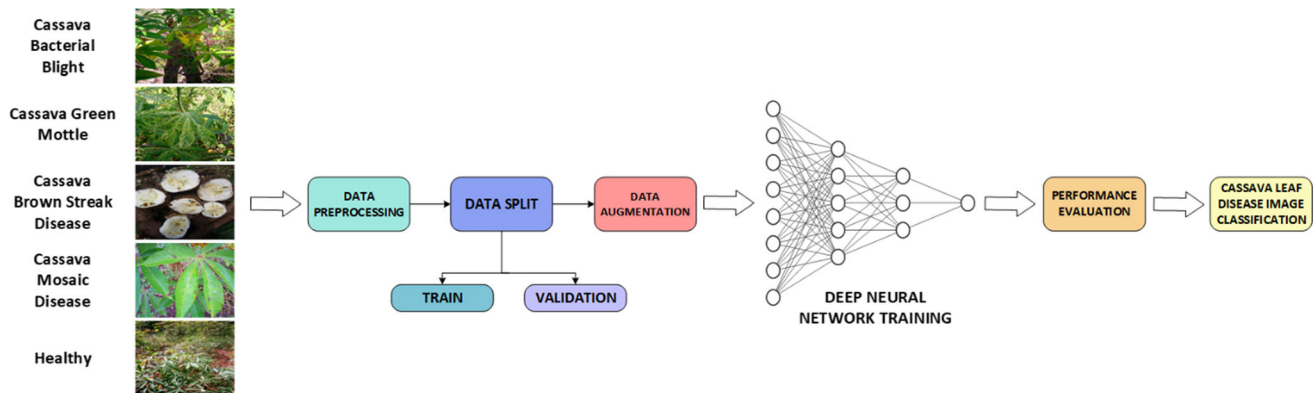 Cassava
Bacterial
Blight
Cassava Green
Mottle
Cassava
Brown Streak
Disease
Cassava
Mosaic
Disease
Healthy
DATA
PREPROCESSING
DATA SPLIT
TRAIN
VALIDATION
DATA
AUGMENTATION
DEEP NEURAL
NETWORK TRAINING
PERFORMANCE
EVALUATION
CASSAVA LEAF
DISEASE IMAGE
CLASSIFICATION